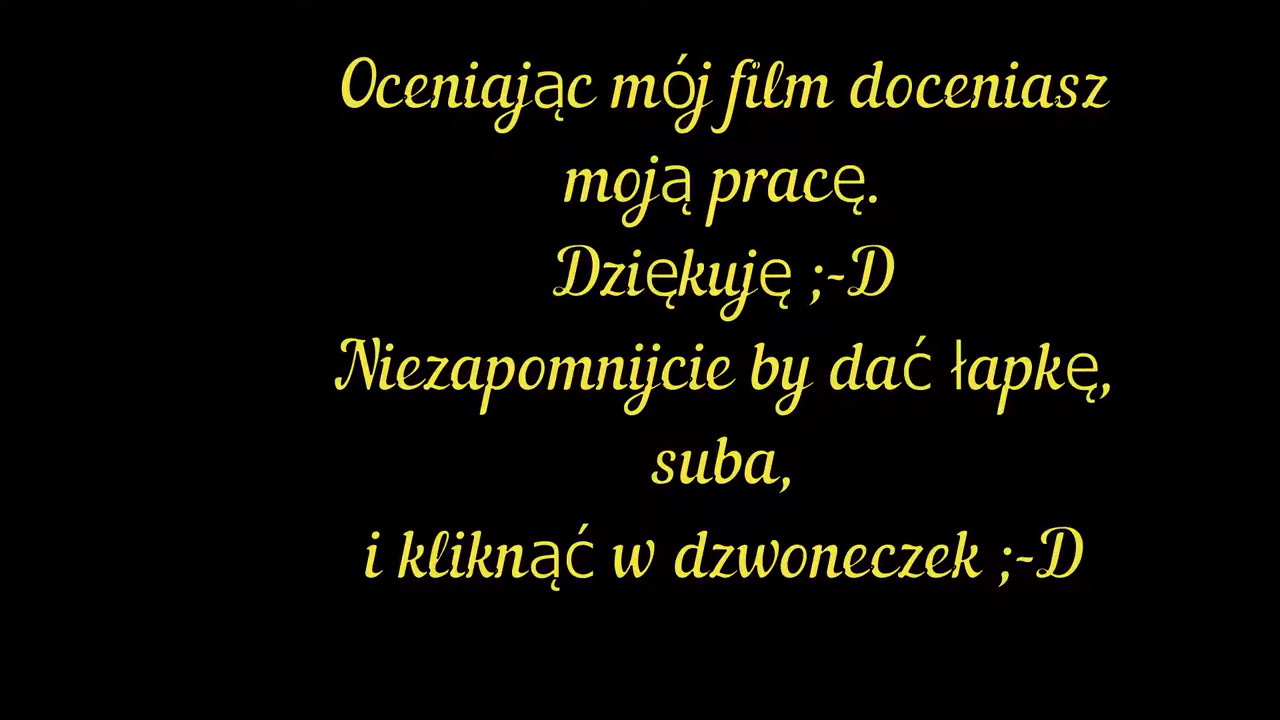 Oceniając mój film doceniasz
moją pracę.
Dziękuję ;-D
Niezapomnijcie by dać łapkę,
suba,
i kliknąć w dzwoneczek ;-D